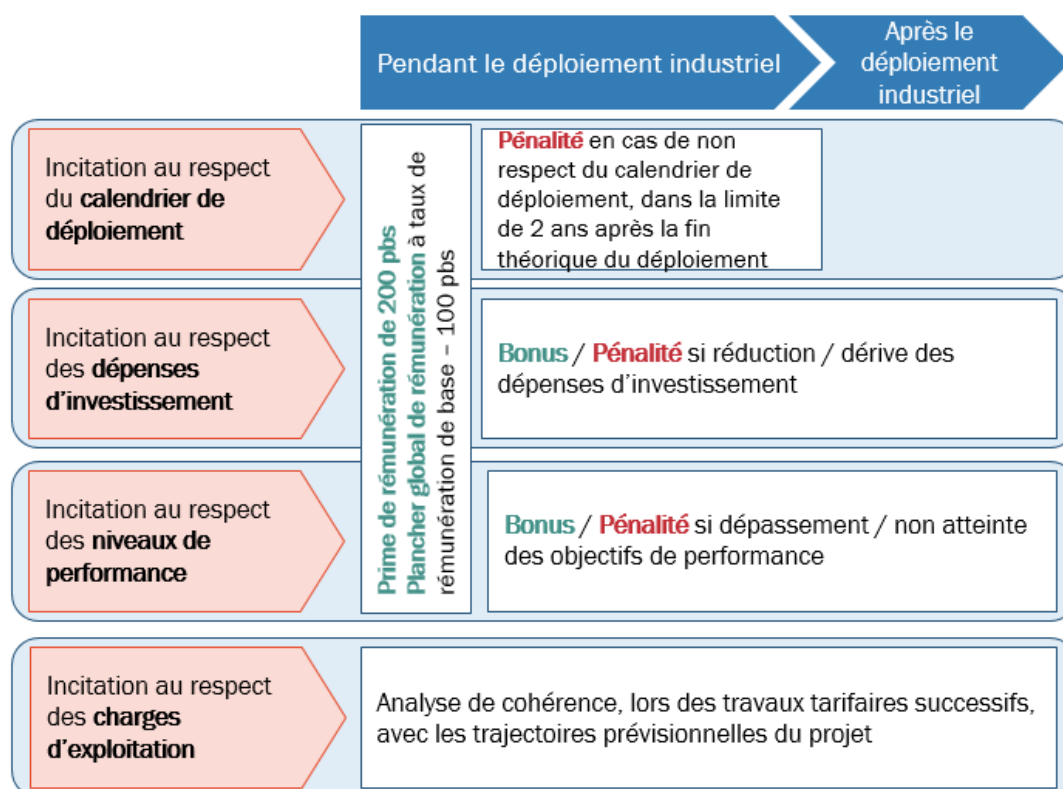 Pendant le déploiement industriel
Après le
déploiement
industriel
Incitation au respect
du calendrier de
déploiement
Prime de rémunération de 200 pbs
Plancher global de rémunération à taux de
rémunération de base – 100 pbs
Pénalité en cas de non
respect du calendrier de
déploiement, dans la limite
de 2 ans après la fin
théorique du déploiement
Incitation au respect
des dépenses
d'investissement
Bonus / Pénalité si réduction / dérive des
dépenses d'investissement
Incitation au respect
des niveaux de
performance
Bonus / Pénalité si dépassement / non atteinte
des objectifs de performance
Incitation au respect
des charges
d'exploitation
Analyse de cohérence, lors des travaux tarifaires successifs,
avec les trajectoires prévisionnelles du projet